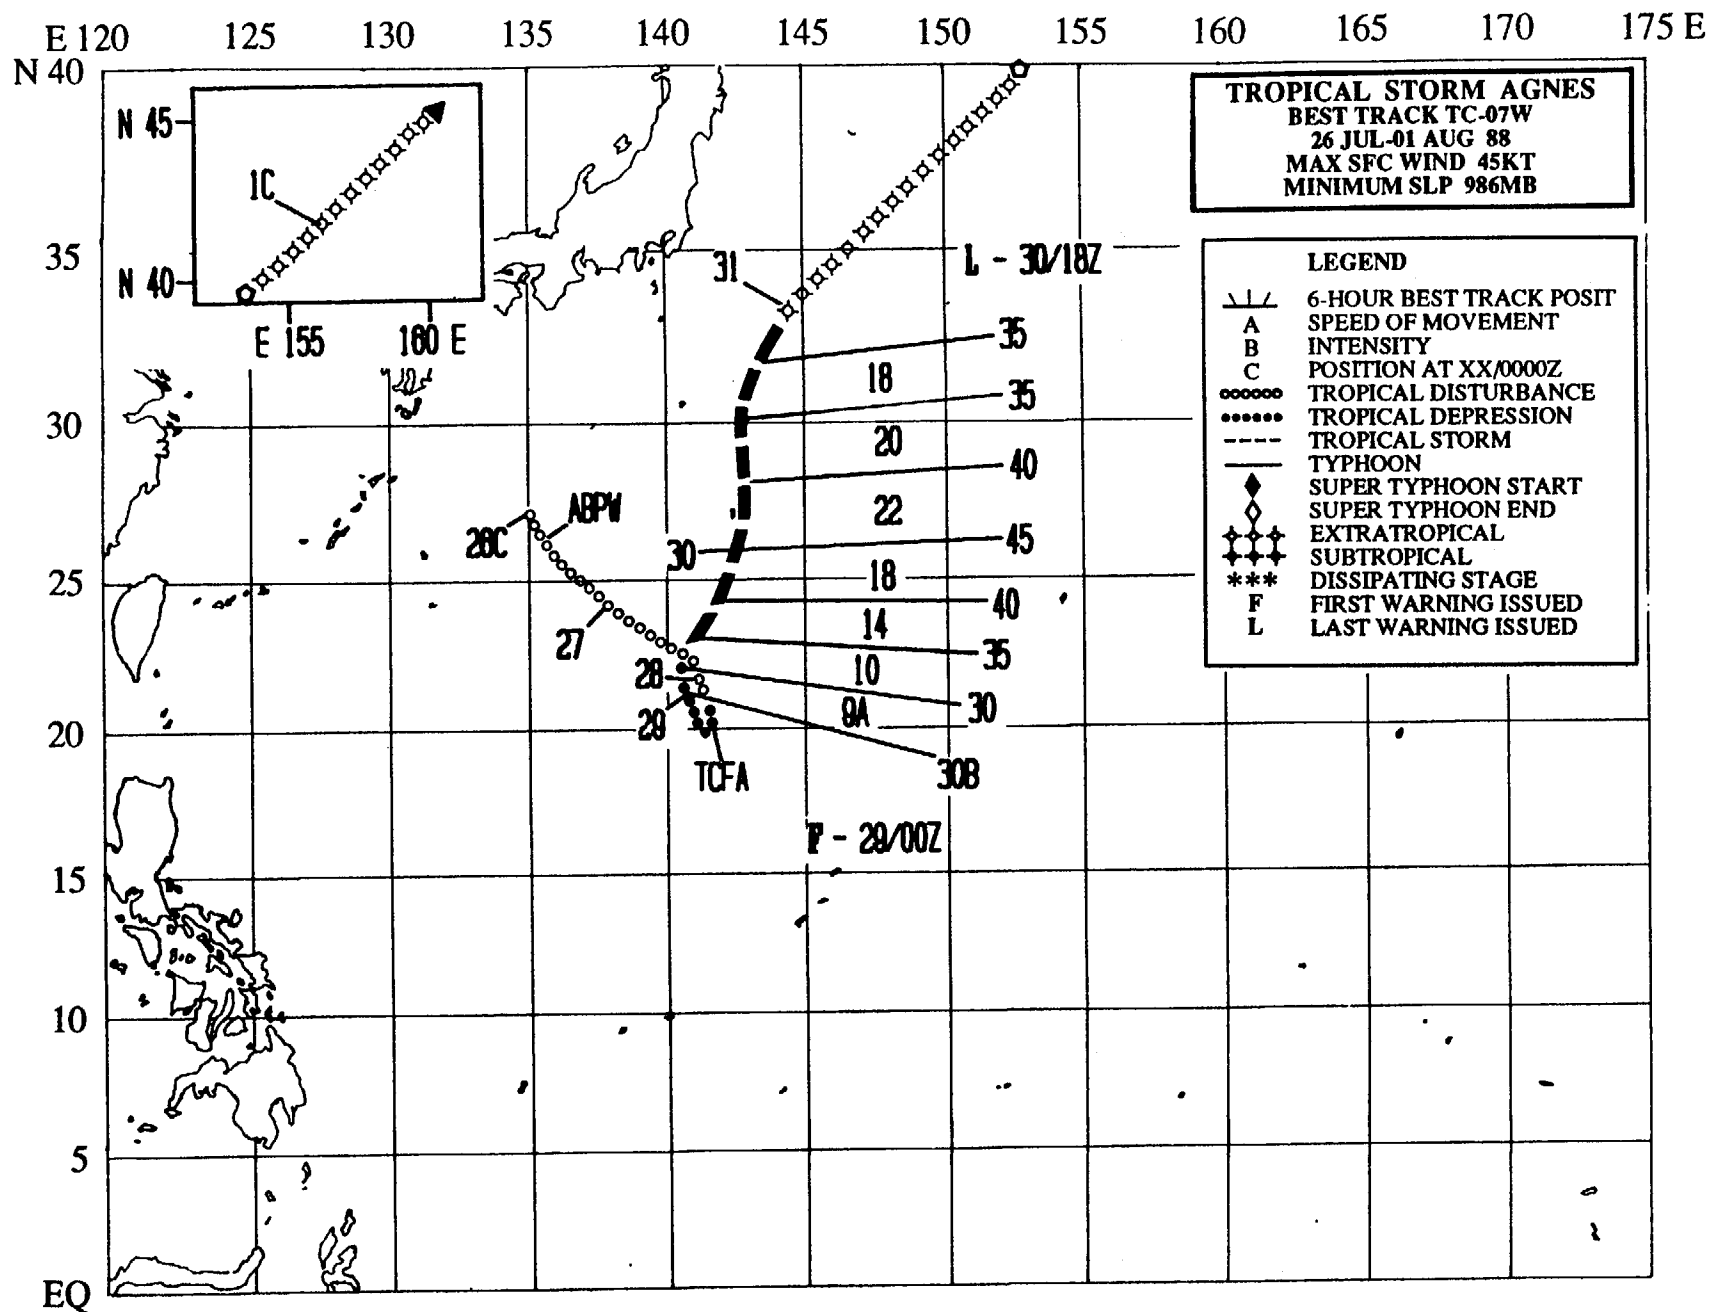 E 120 125 130 135 140 145 150 155 160 165 170 175 E
N 40
TROPICAL STORM AGNES
BEST TRACK TC-07W
26 JUL-01 AUG 88
MAX SFC WIND 45KT
MINIMUM SLP 986MB
N 45
1C
N 40
E 155 160 E
35
31
L - 30/18Z
LEGEND
6-HOUR BEST TRACK POSIT
A SPEED OF MOVEMENT
B INTENSITY
C POSITION AT XX/0000Z
TROPICAL DISTURBANCE
TROPICAL DEPRESSION
TROPICAL STORM
TYPHOON
SUPER TYPHOON START
SUPER TYPHOON END
EXTRATROPICAL
SUBTROPICAL
*** DISSIPATING STAGE
F FIRST WARNING ISSUED
L LAST WARNING ISSUED
35
18
35
30
20
40
ABPW
22
26C
30
45
25
18
40
14
27
35
28
10
30
9A
29
20
TCFA
30B
F - 29/00Z
15
10
5
EQ